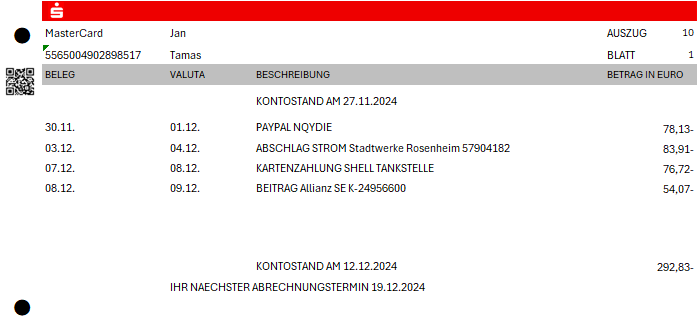 MasterCard Jan AUSZUG 10
5565004902898517 Tamas BLATT 1
BELEG VALUTA BESCHREIBUNG BETRAG IN EURO
KONTOSTAND AM 27.11.2024
30.11. 01.12. PAYPAL NQYDIE 78,13-
03.12. 04.12. ABSCHLAG STROM Stadtwerke Rosenheim 57904182 83,91-
07.12. 08.12. KARTENZAHLUNG SHELL TANKSTELLE 76,72-
08.12. 09.12. BEITRAG Allianz SE K-24956600 54,07-
KONTOSTAND AM 12.12.2024 292,83-
IHR NAECHSTER ABRECHNUNGSTERMIN 19.12.2024